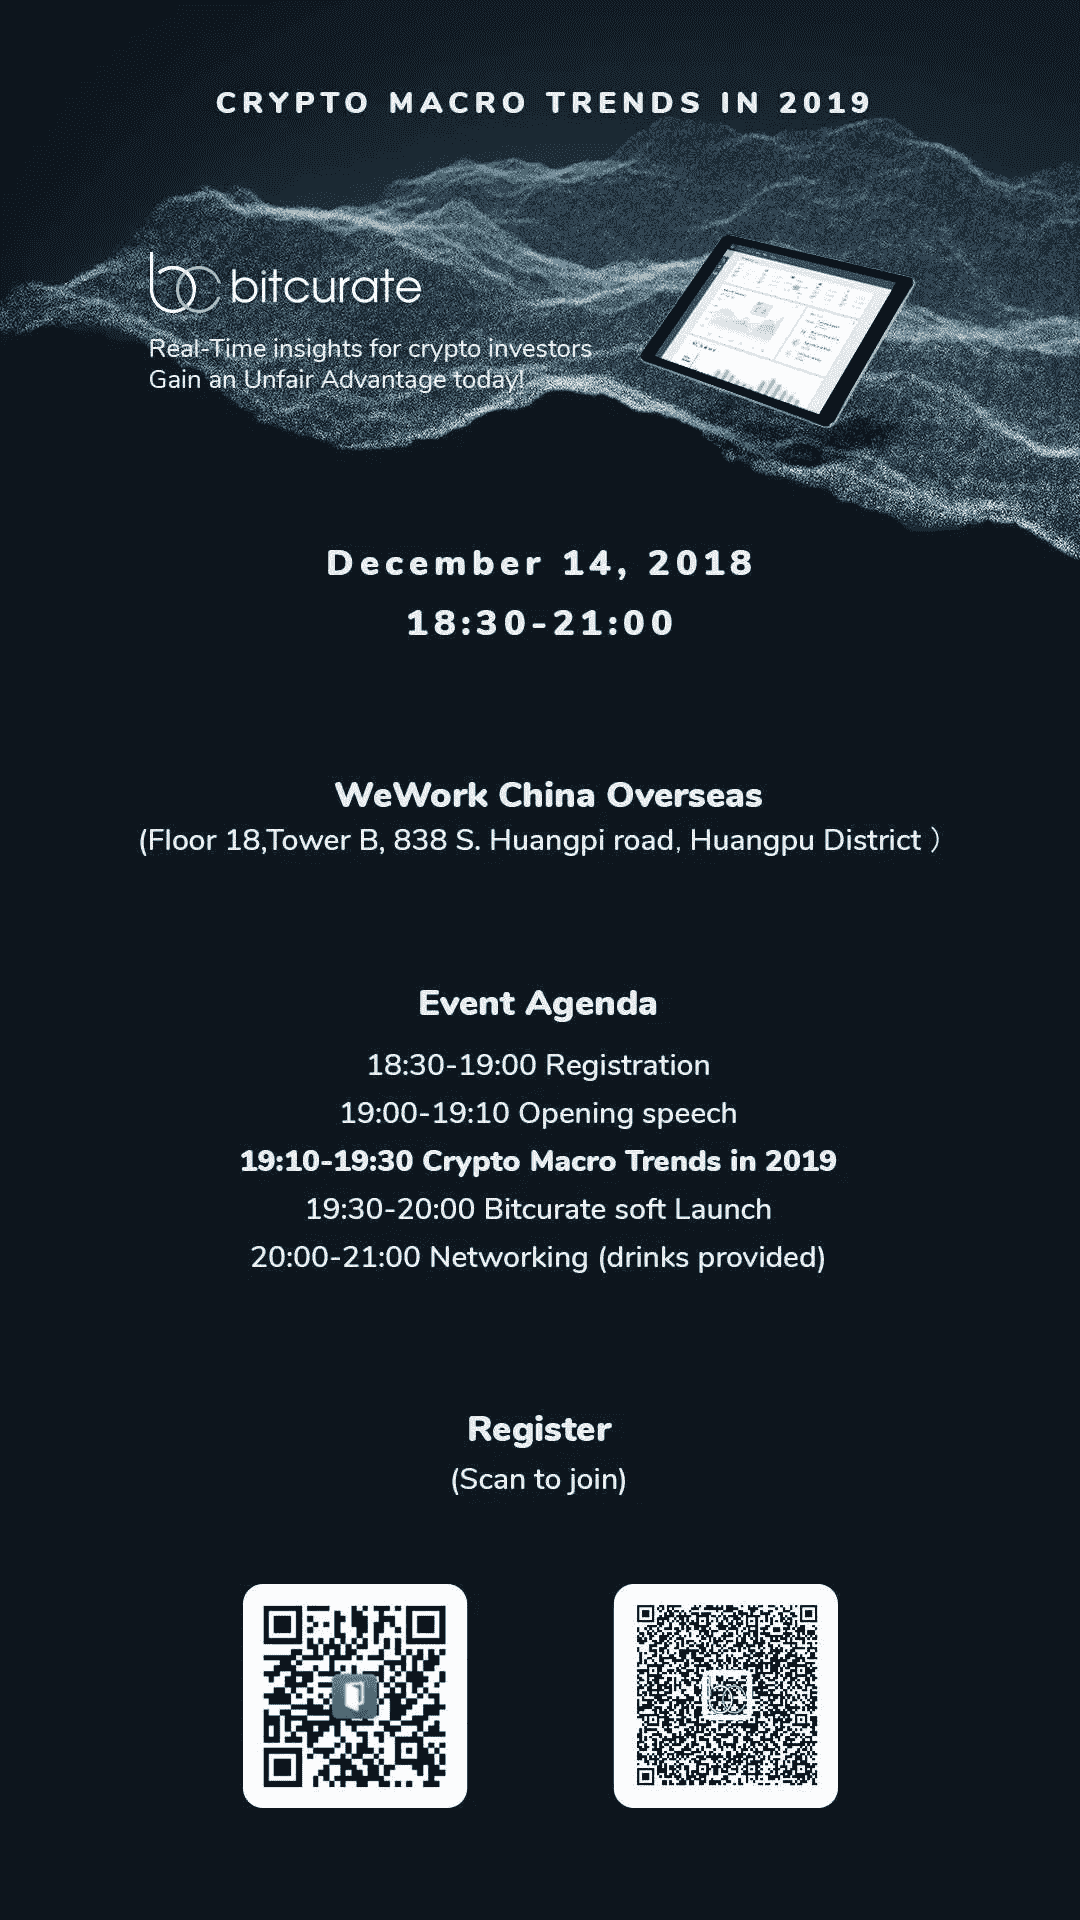 CRYPTO MACRO TRENDS IN 2019
bitcurate
Real-Time insights for crypto investors
Gain an Unfair Advantage today!
December 14, 2018
18:30-21:00
WeWork China Overseas
(Floor 18,Tower B, 838 S. Huangpi road, Huangpu District ）
Event Agenda
18:30-19:00 Registration
19:00-19:10 Opening speech
19:10-19:30 Crypto Macro Trends in 2019
19:30-20:00 Bitcurate soft Launch
20:00-21:00 Networking (drinks provided)
Register
(Scan to join)